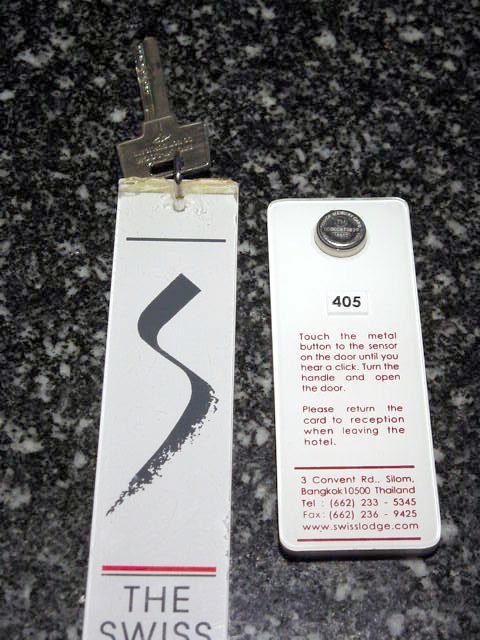 THE
SWISS
405
Touch the metal
button to the sensor
on the door until you
hear a click. Turn the
handle and open
the door.
Please return the
card to reception
when leaving the
hotel.
3 Convent Rd., Silom,
Bangkok10500 Thailand
Tel : (662) 233 - 5345
Fax: (662) 236 - 9425
www.swisslodge.com